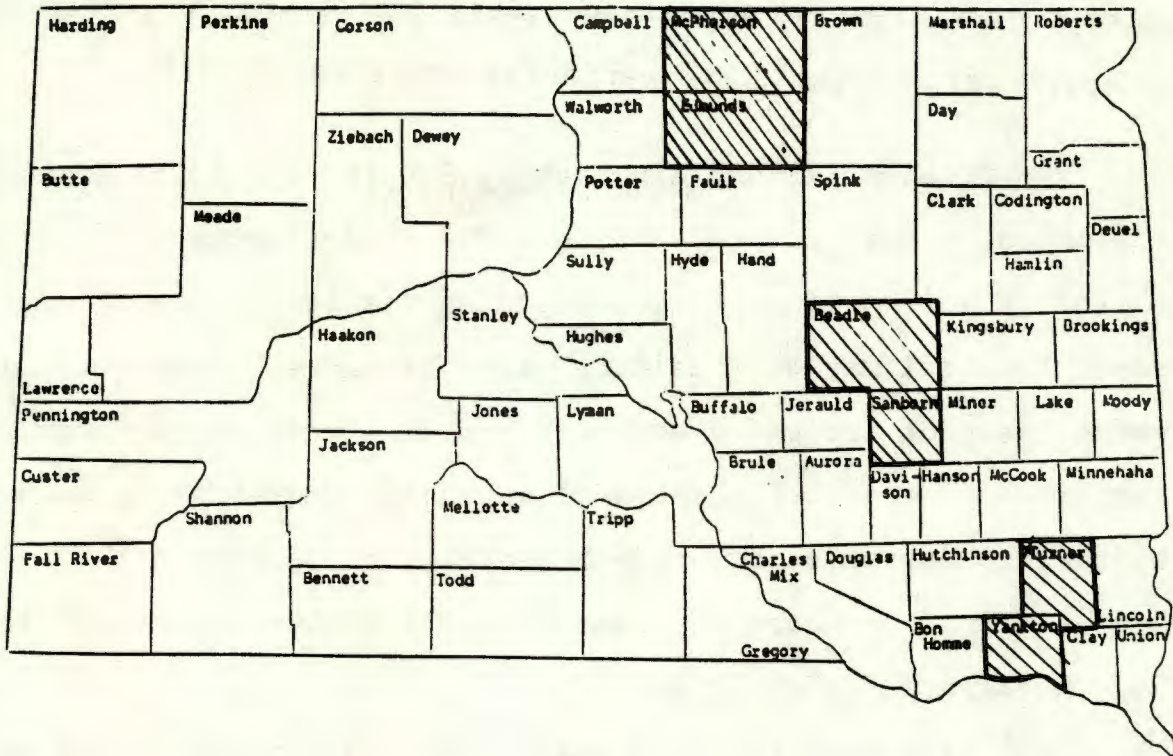 Harding
Perkins
Corson
Campbell
McPherson
Brown
Marshall
Roberts
Walworth
Edmunds
Day
Ziebach
Dewey
Grant
Butte
Potter
Faulk
Spink
Meade
Clark
Codington
Deuel
Sully
Hyde
Hand
Hamlin
Haakon
Stanley
Hughes
Beadle
Kingsbury
Brookings
Lawrence
Pennington
Jones
Lyman
Buffalo
Jerauld
Sanborn
Minor
Lake
Moody
Jackson
Brule
Aurora
Custer
Davi-
son
Hanson
McCook
Minnehaha
Shannon
Mellotte
Tripp
Fall River
Charles
Mix
Douglas
Hutchinson
Turner
Bennett
Todd
Lincoln
Bon
Homme
Yankton
Clay
Union
Gregory